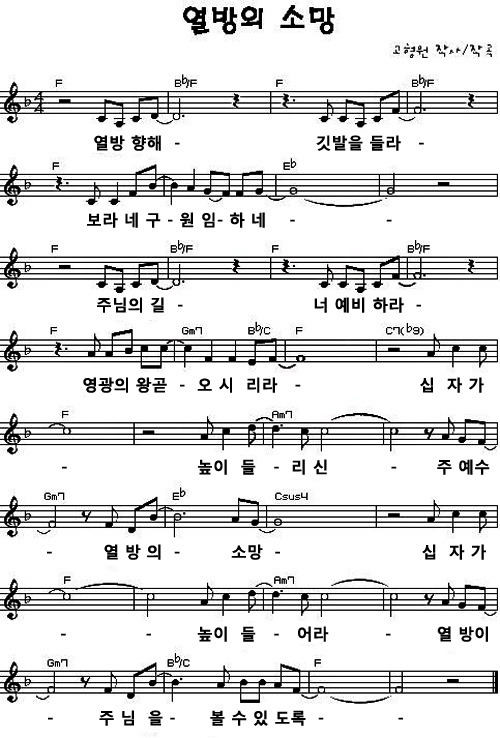 열방의 소망
고형원 작사/작곡
F B♭/F F B♭/F
열방 향해 - 깃발을 들라-
F E♭
보라 네 구 - 원 임- 하 네 - -
F B♭/F F B♭/F
주님의 길 - 너 예비 하라 -
F Gm7 B♭/C F C7(♭9)
영광의 왕곧 - 오 시 리라 - 십 자 가
F Am7
- 높이 들 - 리 신 - 주 예수
Gm7 E♭ Csus4
- 열 방 의 - 소망 - 십 자 가
F Am7
- - 높이 들 - 어라 - 열 방이
Gm7 B♭/C F
- 주 님 을 - 볼 수 있 도록 - -